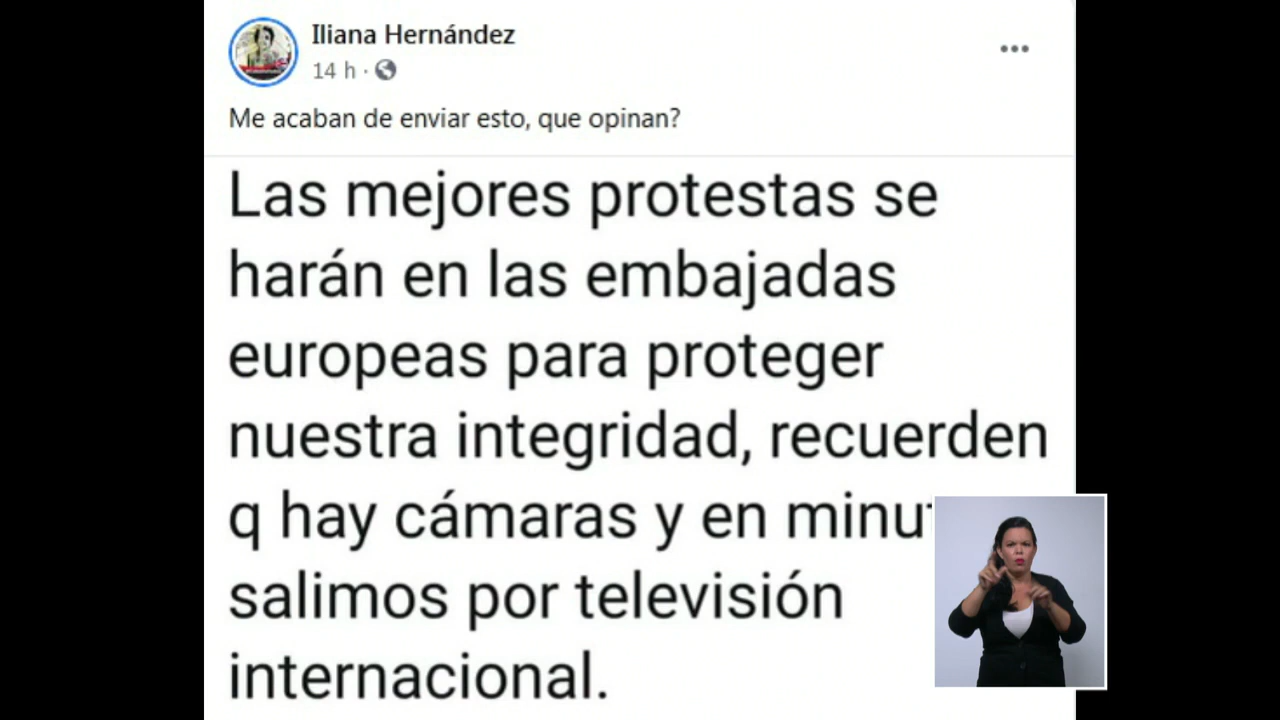 Iliana Hernández
14 h ·
Me acaban de enviar esto, que opinan?
Las mejores protestas se
harán en las embajadas
europeas para proteger
nuestra integridad, recuerden
q hay cámaras y en
salimos por televisión
internacional.